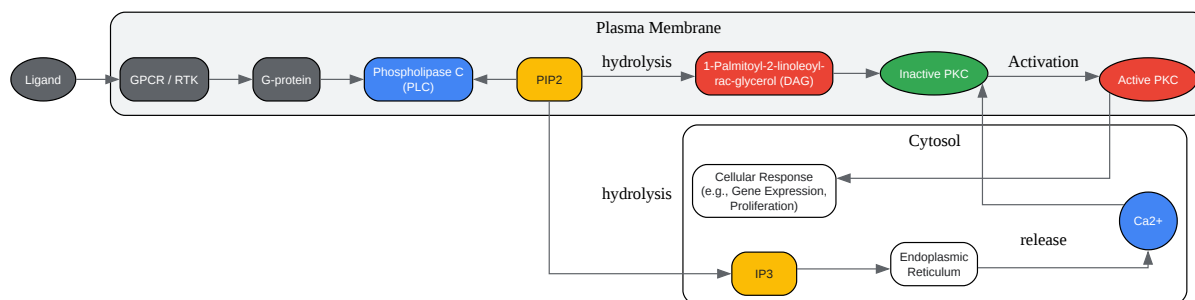 Plasma Membrane
Ligand
GPCR / RTK
G-protein
Phospholipase C
(PLC)
PIP2
hydrolysis
1-Palmitoyl-2-linoleoyl-
rac-glycerol (DAG)
Inactive PKC
Activation
Active PKC
Cytosol
Cellular Response
(e.g., Gene Expression,
Proliferation)
hydrolysis
Ca2+
release
IP3
Endoplasmic
Reticulum